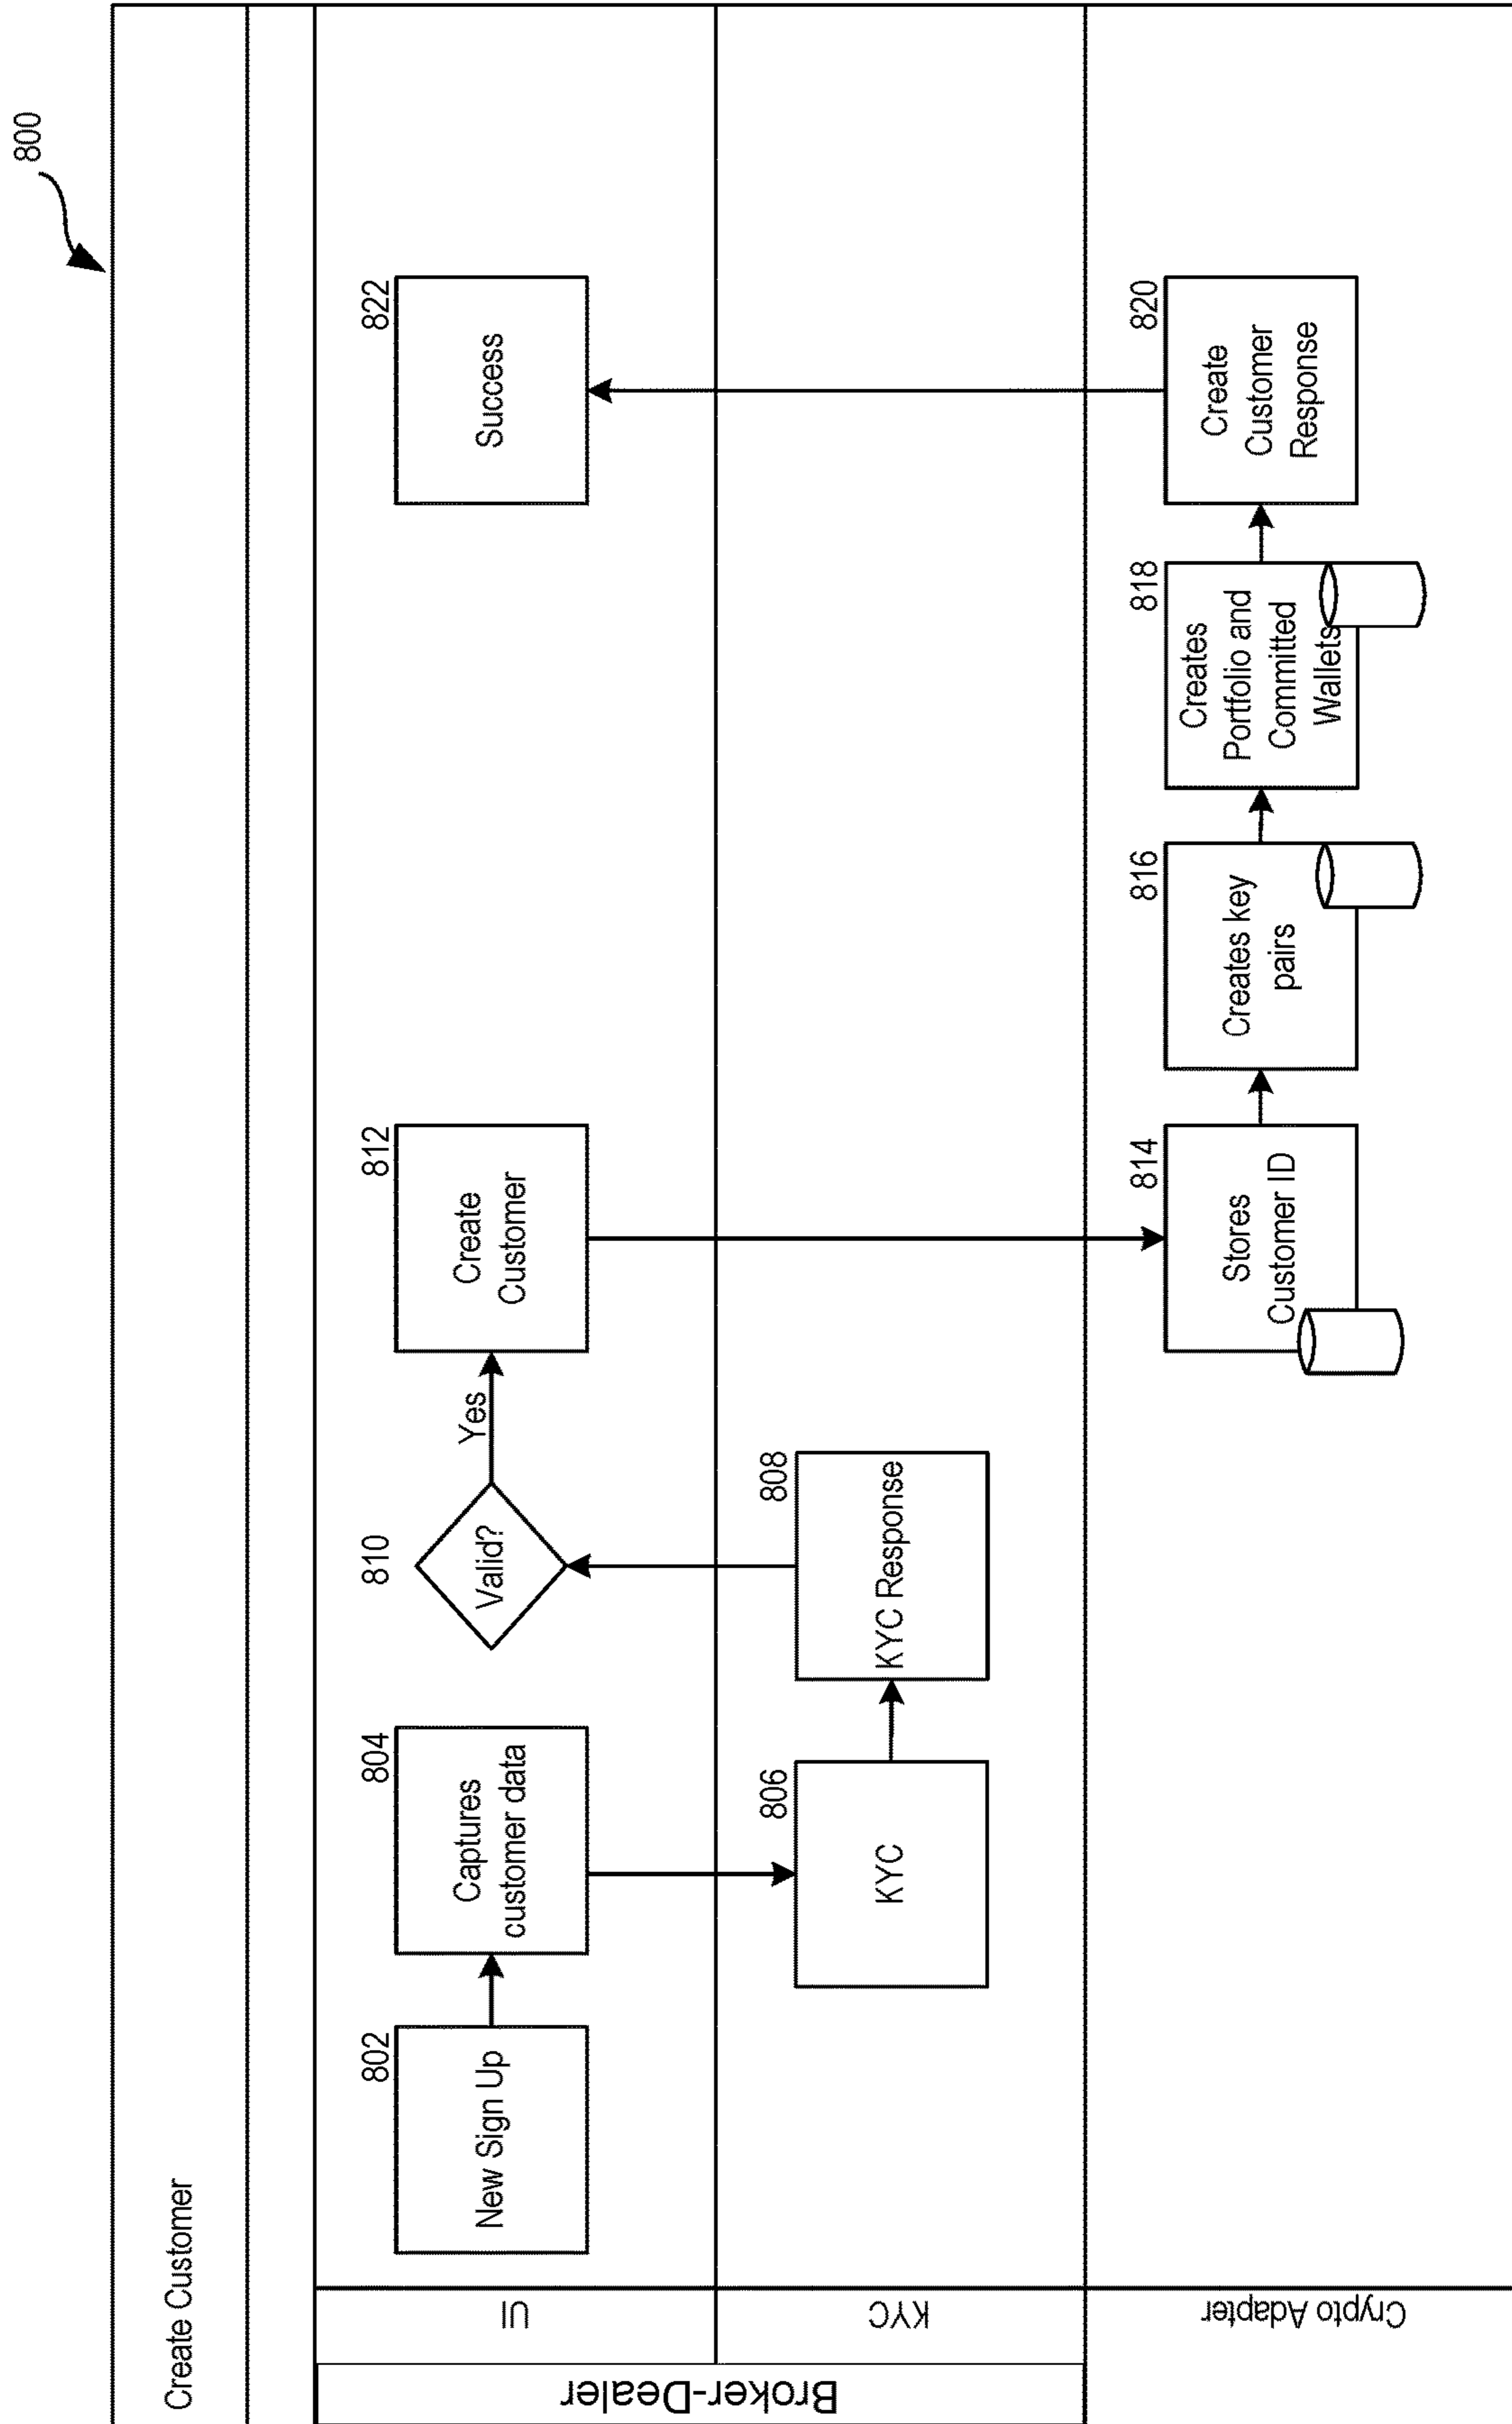 800
Create Customer
Broker-Dealer
UI
802
New Sign Up
804
Captures
customer data
810
Valid?
Yes
812
Create
Customer
822
Success
KYC
806
KYC
808
KYC Response
Crypto Adapter
814
Stores
Customer ID
816
Creates key
pairs
818
Creates
Portfolio and
Committed
Wallets
820
Create
Customer
Response